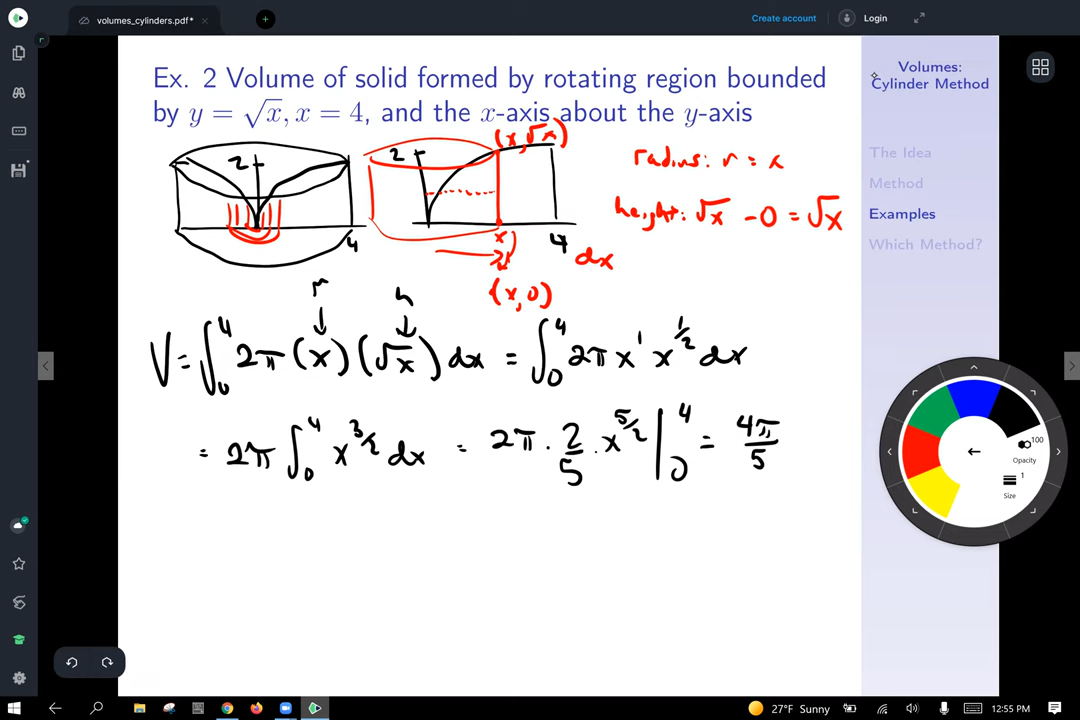 volumes_cylinders.pdf*
Create account
Login
Ex. 2 Volume of solid formed by rotating region bounded
by y = √x, x = 4, and the x-axis about the y-axis
Volumes:
Cylinder Method
The Idea
Method
Examples
Which Method?
2
4
2
(x, √x)
x
4
dx
(x, 0)
radius: r = x
height: √x - 0 = √x
r
h
V = ∫₀⁴ 2π (x) (√x) dx = ∫₀⁴ 2π x¹ x^{1/2} dx
= 2π ∫₀⁴ x^{3/2} dx = 2π · 2/5 · x^{5/2} |₀⁴ = 4π/5
100
Opacity
1
Size
27°F Sunny
12:55 PM